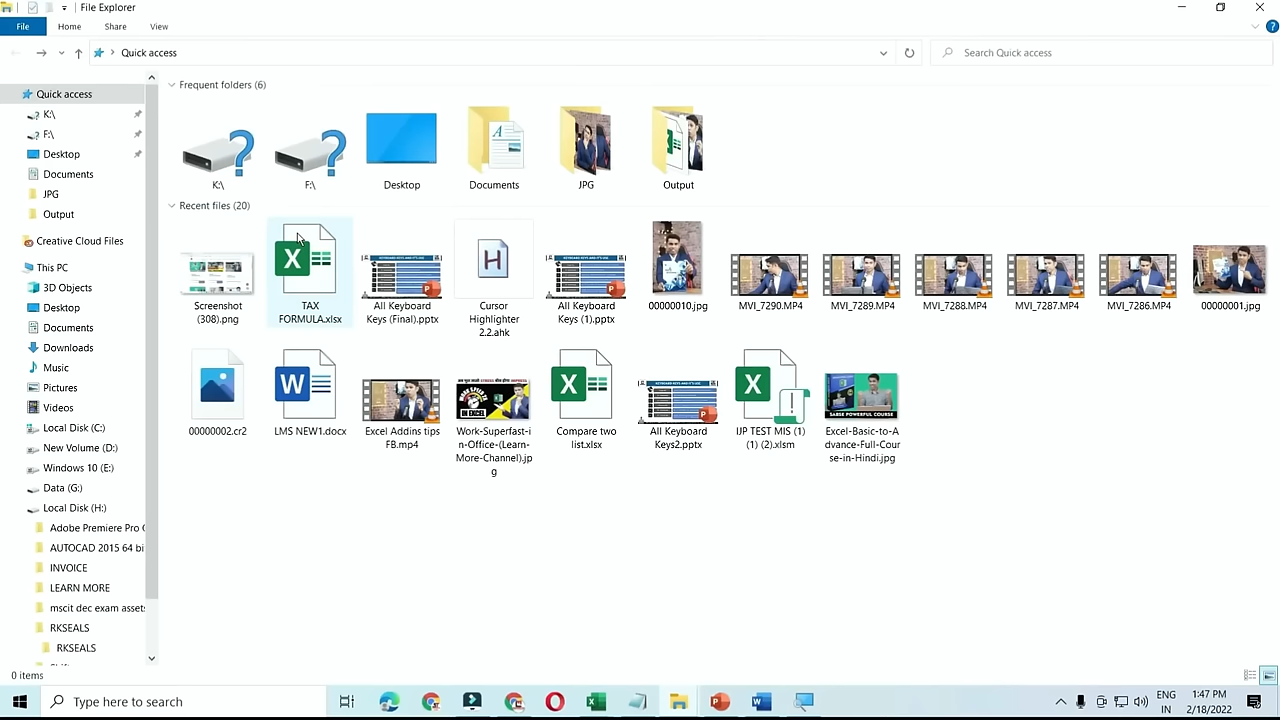 File Explorer
File
Home
Share
View
Quick access
Search Quick access
Quick access
K:\
F:\
Desktop
Documents
JPG
Output
Creative Cloud Files
This PC
3D Objects
Desktop
Documents
Downloads
Music
Pictures
Videos
Local Disk (C:)
New Volume (D:)
Windows 10 (E:)
Data (G:)
Local Disk (H:)
Adobe Premiere Pro
AUTOCAD 2015 64 bi
INVOICE
LEARN MORE
mscit dec exam assets
RKSEALS
RKSEALS
Frequent folders (6)
K:\
F:\
Desktop
Documents
JPG
Output
Recent files (20)
Screenshot
(308).png
TAX
FORMULA.xlsx
All Keyboard
Keys (Final).pptx
Cursor
Highlighter
2.2.ahk
All Keyboard
Keys (1).pptx
00000010.jpg
MVI_7290.MP4
MVI_7289.MP4
MVI_7288.MP4
MVI_7287.MP4
MVI_7286.MP4
00000001.jpg
00000002.cr2
LMS NEW1.docx
Excel Addins tips
FB.mp4
Work-Superfast-i
n-Office-(Learn-
More-Channel).jp
g
Compare two
list.xlsx
All Keyboard
Keys2.pptx
IJP TEST MIS (1)
(1) (2).xlsm
Excel-Basic-to-A
dvance-Full-Cour
se-in-Hindi.jpg
0 items
Type here to search
ENG
IN
1:47 PM
2/18/2022